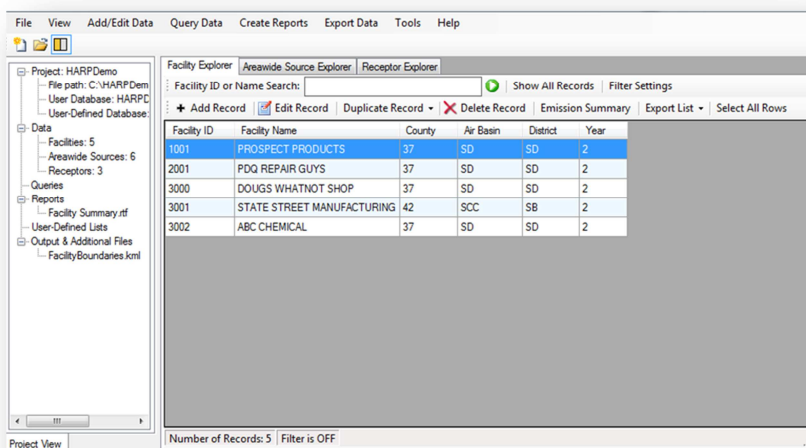 File View Add/Edit Data Query Data Create Reports Export Data Tools Help
Project: HARPDemo
File path: C:\HARPDem
User Database: HARPD
User-Defined Database:
Data
Facilities: 5
Areawide Sources: 6
Receptors: 3
Queries
Reports
Facility Summary.rtf
User-Defined Lists
Output & Additional Files
FacilityBoundaries.kml
Project View
Facility Explorer Areawide Source Explorer Receptor Explorer
Facility ID or Name Search: Show All Records Filter Settings
Add Record Edit Record Duplicate Record Delete Record Emission Summary Export List Select All Rows
Facility ID Facility Name County Air Basin District Year
1001 PROSPECT PRODUCTS 37 SD SD 2
2001 PDQ REPAIR GUYS 37 SD SD 2
3000 DOUGS WHATNOT SHOP 37 SD SD 2
3001 STATE STREET MANUFACTURING 42 SCC SB 2
3002 ABC CHEMICAL 37 SD SD 2
Number of Records: 5 Filter is OFF